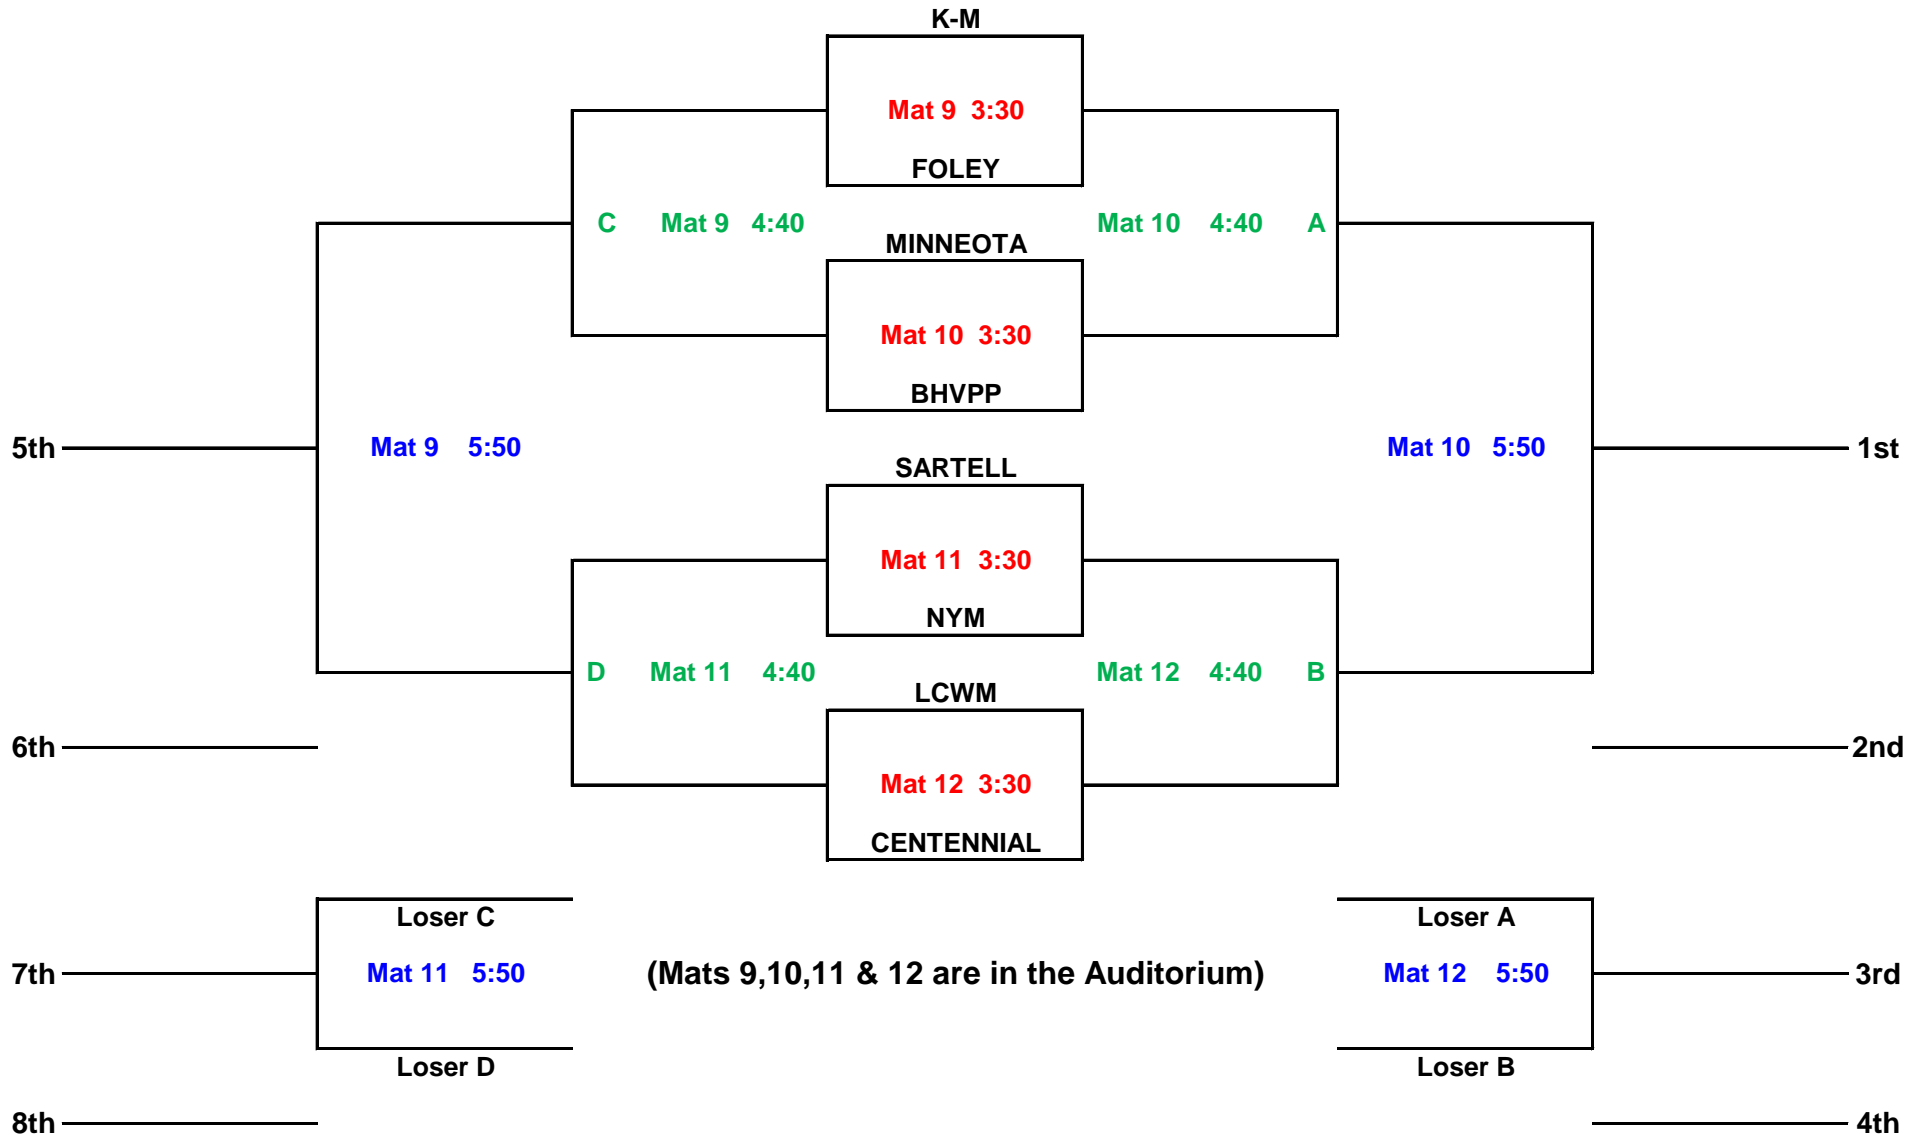 K-M
Mat 9 3:30
FOLEY
C Mat 9 4:40 Mat 10 4:40 A
MINNEOTA
Mat 10 3:30
BHVPP
5th Mat 9 5:50 Mat 10 5:50 1st
SARTELL
Mat 11 3:30
NYM
D Mat 11 4:40 Mat 12 4:40 B
LCWM
6th 2nd
Mat 12 3:30
CENTENNIAL
Loser C Loser A
7th Mat 11 5:50 (Mats 9,10,11 & 12 are in the Auditorium) Mat 12 5:50 3rd
Loser D Loser B
8th 4th